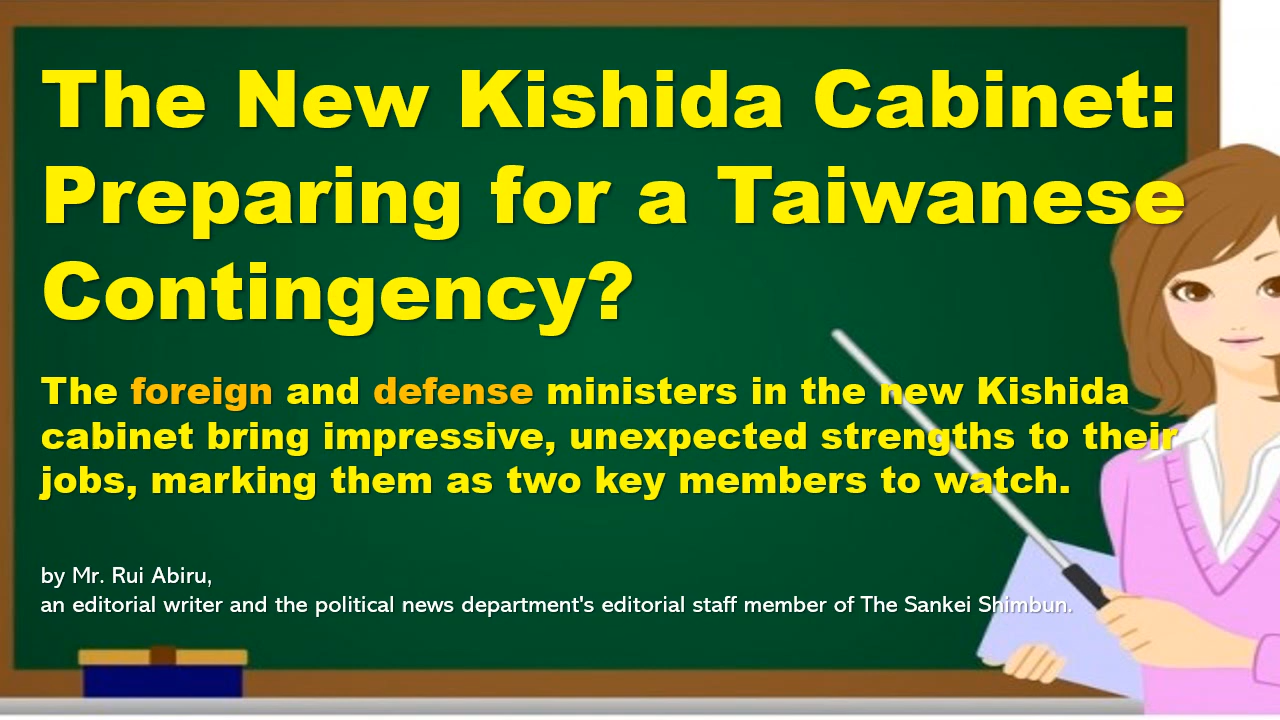 The New Kishida Cabinet:
Preparing for a Taiwanese
Contingency?
The foreign and defense ministers in the new Kishida
cabinet bring impressive, unexpected strengths to their
jobs, marking them as two key members to watch.
by Mr. Rui Abiru,
an editorial writer and the political news department's editorial staff member of The Sankei Shimbun.